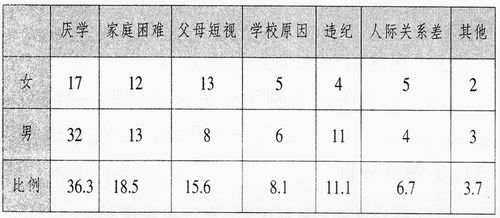 厌学 家庭困难 父母短视 学校原因 违纪 人际关系差 其他
女 17 12 13 5 4 5 2
男 32 13 8 6 11 4 3
比例 36.3 18.5 15.6 8.1 11.1 6.7 3.7